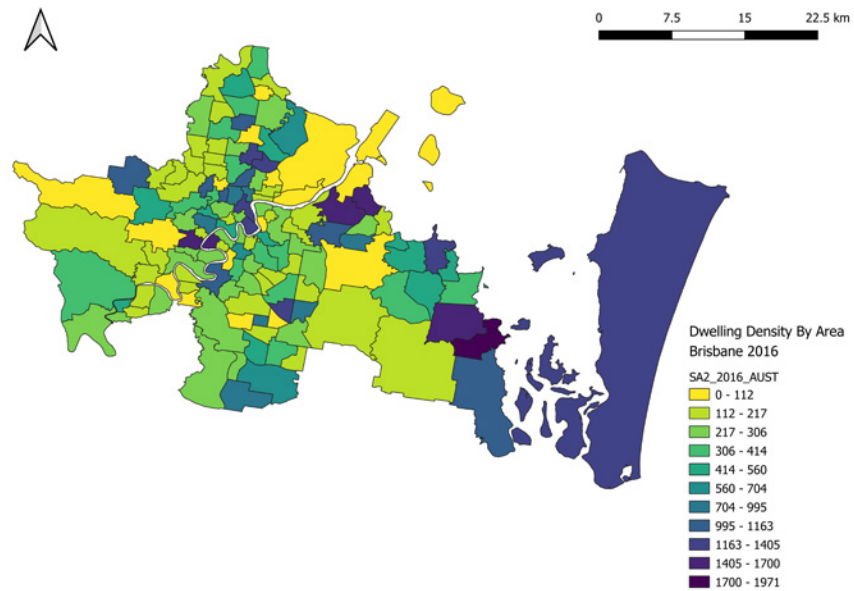 0 7.5 15 22.5 km
Dwelling Density By Area
Brisbane 2016
SA2_2016_AUST
0 - 112
112 - 217
217 - 306
306 - 414
414 - 560
560 - 704
704 - 995
995 - 1163
1163 - 1405
1405 - 1700
1700 - 1971